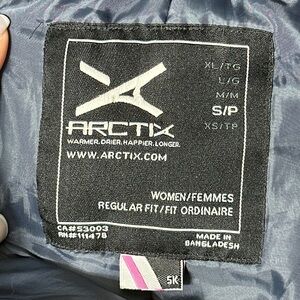 XL/TG
L/G
M/M
S/P
XS/TP
ARCTIX
WARMER. DRIER. HAPPIER. LONGER.
WWW.ARCTIX.COM
WOMEN/FEMMES
REGULAR FIT/FIT ORDINAIRE
CA#53003
RN#111478
MADE IN
BANGLADESH
SK